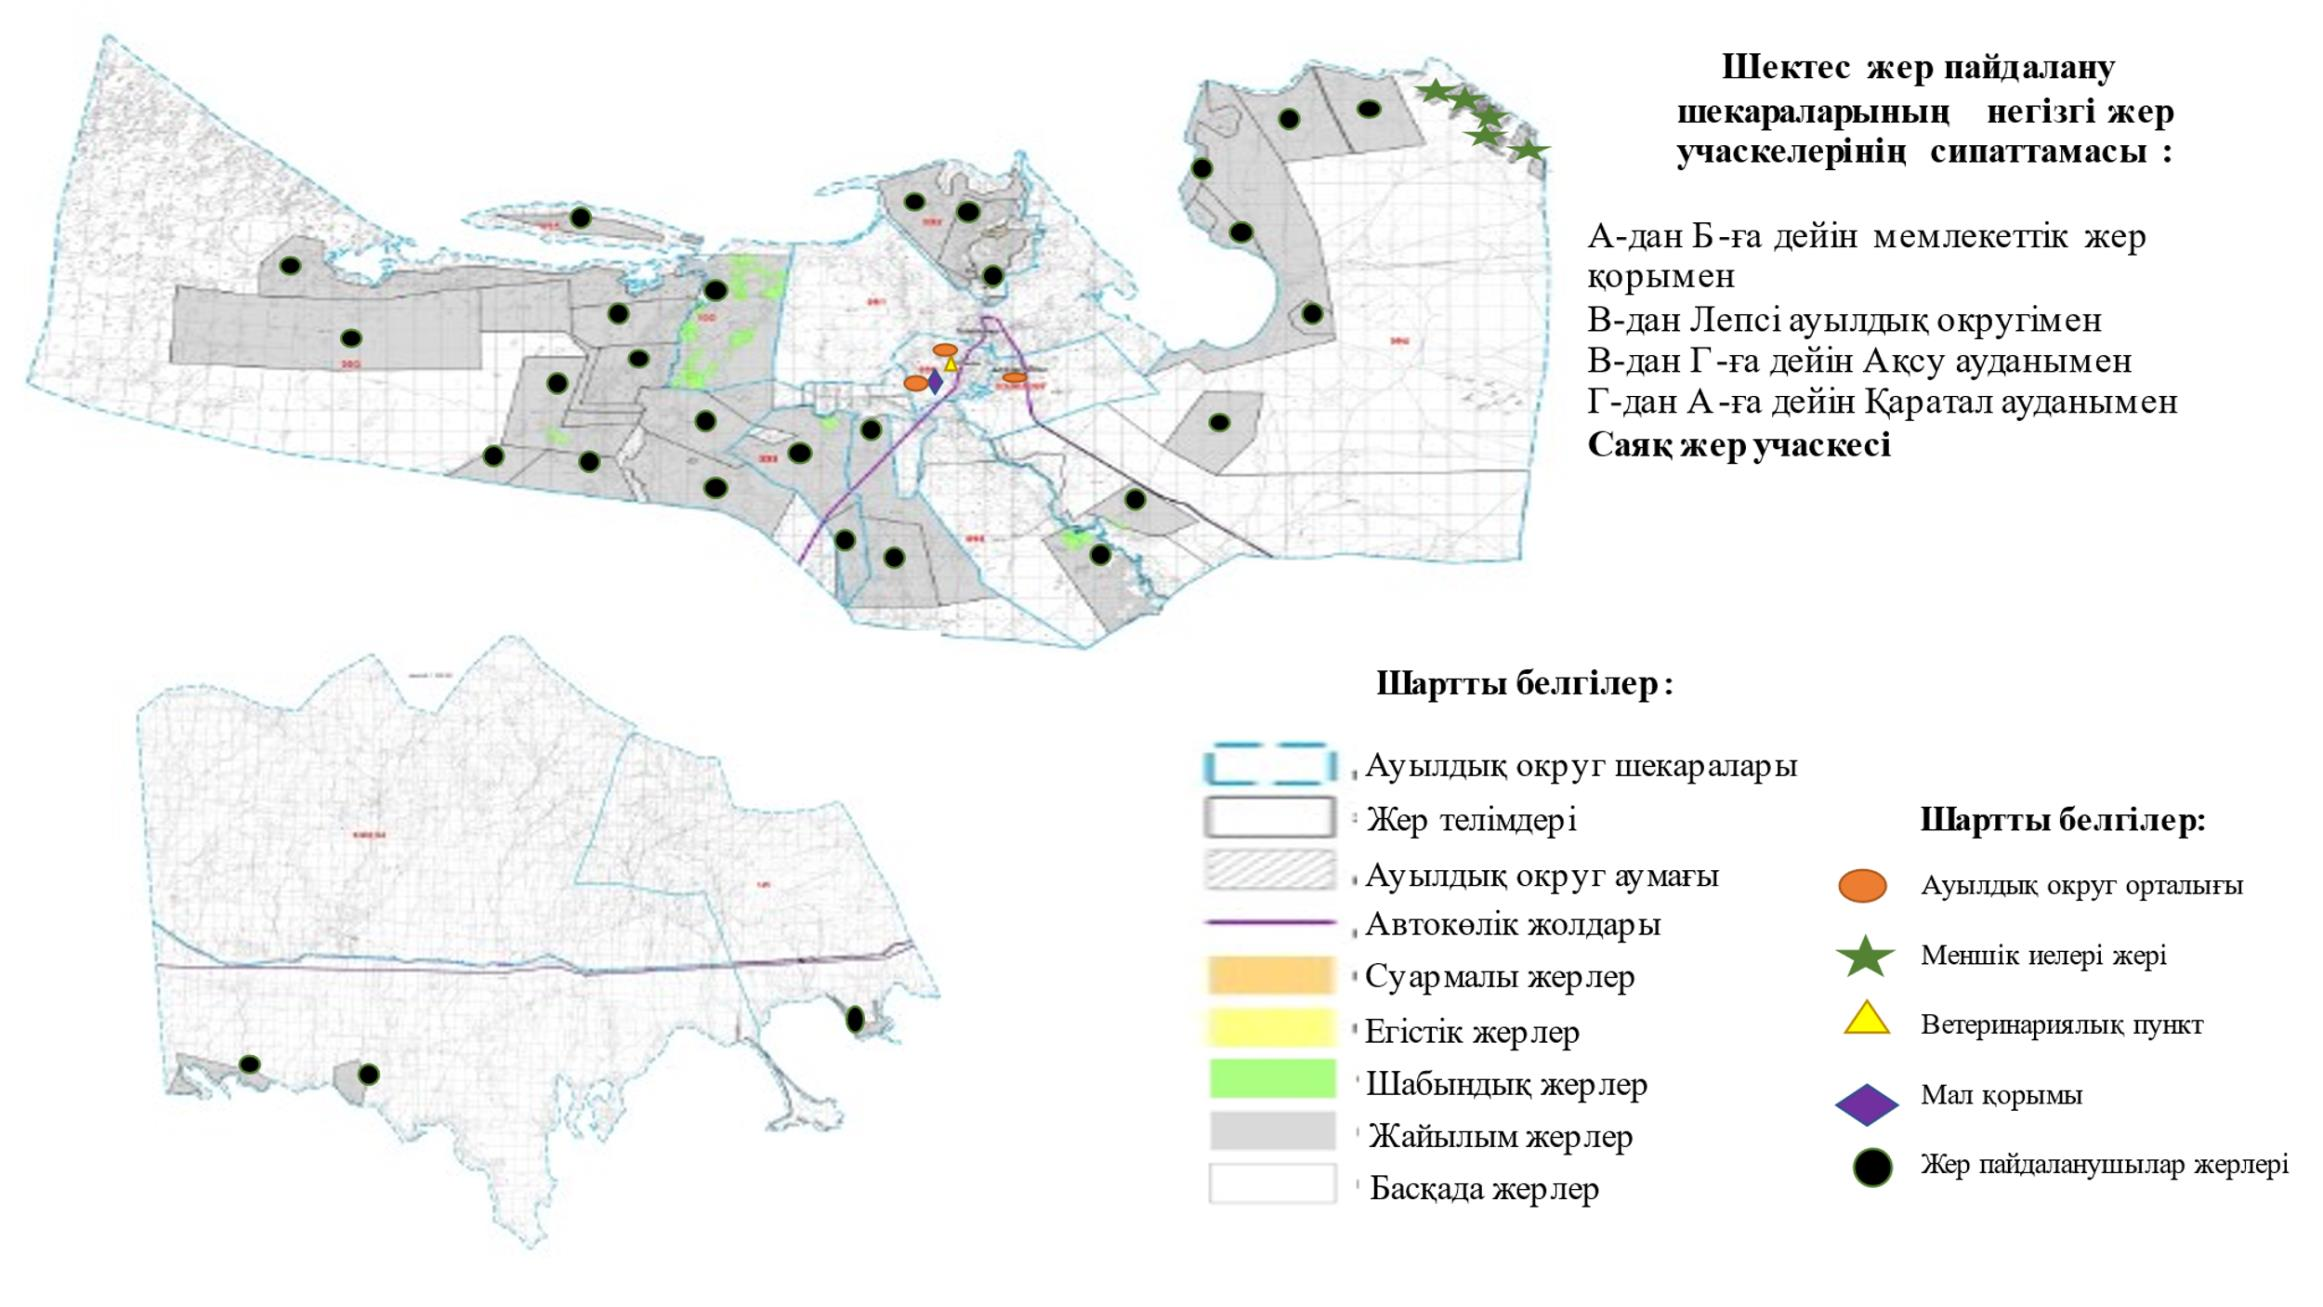 Шектес жер пайдалану
шекараларының негізгі жер
учаскелерінің сипаттамасы :
А-дан Б-ға дейін мемлекеттік жер
қорымен
В-дан Лепсі ауылдық округімен
В-дан Г-ға дейін Ақсу ауданымен
Г-дан А-ға дейін Қаратал ауданымен
Саяқ жер учаскесі
Шартты белгілер:
Ауылдық округ шекаралары
Жер телімдері
Ауылдық округ аумағы
Автокөлік жолдары
Суармалы жерлер
Егістік жерлер
Шабындық жерлер
Жайылым жерлер
Басқада жерлер
Шартты белгілер:
Ауылдық округ орталығы
Меншік иелері жері
Ветеринариялық пункт
Мал қорымы
Жер пайдаланушылар жерлері